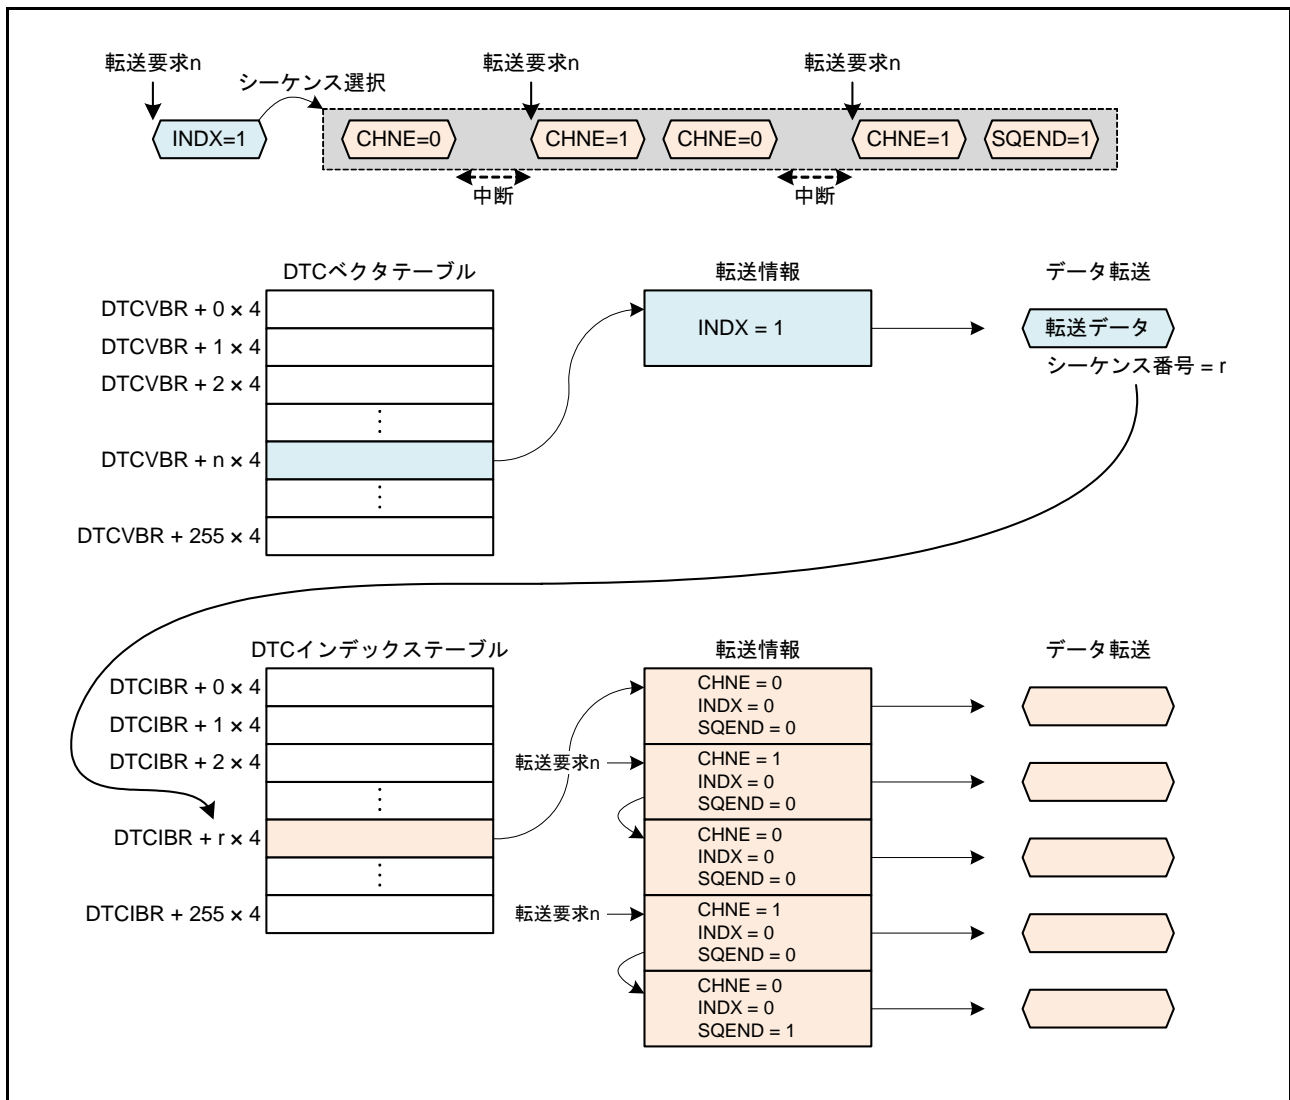 転送要求n
転送要求n
転送要求n
シーケンス選択
INDX=1
CHNE=0
CHNE=1
CHNE=0
CHNE=1
SQEND=1
中断
中断
DTCベクタテーブル
転送情報
データ転送
DTCVBR + 0 × 4
DTCVBR + 1 × 4
DTCVBR + 2 × 4
⋮
DTCVBR + n × 4
⋮
DTCVBR + 255 × 4
INDX = 1
転送データ
シーケンス番号 = r
DTCインデックステーブル
転送情報
データ転送
DTCIBR + 0 × 4
DTCIBR + 1 × 4
DTCIBR + 2 × 4
⋮
DTCIBR + r × 4
⋮
DTCIBR + 255 × 4
CHNE = 0
INDX = 0
SQEND = 0
転送要求n
CHNE = 1
INDX = 0
SQEND = 0
CHNE = 0
INDX = 0
SQEND = 0
転送要求n
CHNE = 1
INDX = 0
SQEND = 0
CHNE = 0
INDX = 0
SQEND = 1